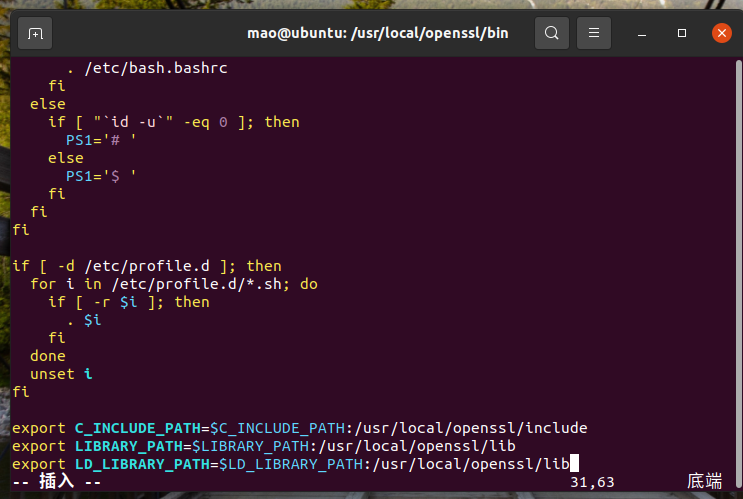 mao@ubuntu: /usr/local/openssl/bin
      . /etc/bash.bashrc
    fi
  else
    if [ "`id -u`" -eq 0 ]; then
      PS1='# '
    else
      PS1='$ '
    fi
  fi
fi

if [ -d /etc/profile.d ]; then
  for i in /etc/profile.d/*.sh; do
    if [ -r $i ]; then
      . $i
    fi
  done
  unset i
fi

export C_INCLUDE_PATH=$C_INCLUDE_PATH:/usr/local/openssl/include
export LIBRARY_PATH=$LIBRARY_PATH:/usr/local/openssl/lib
export LD_LIBRARY_PATH=$LD_LIBRARY_PATH:/usr/local/openssl/lib
-- 插入 -- 31,63 底端